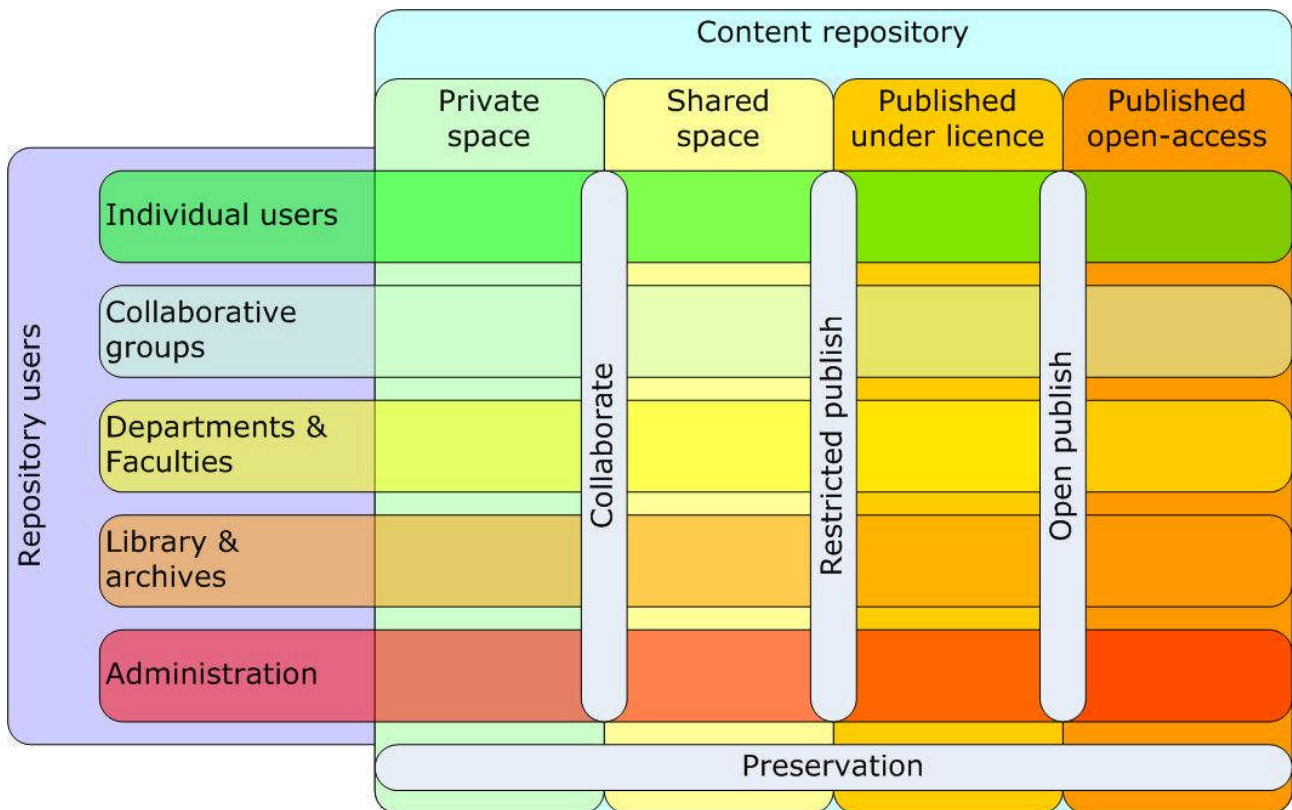 Content repository
Private
space
Shared
space
Published
under licence
Published
open-access
Repository users
Individual users
Collaborative
groups
Departments &
Faculties
Library &
archives
Administration
Collaborate
Restricted publish
Open publish
Preservation